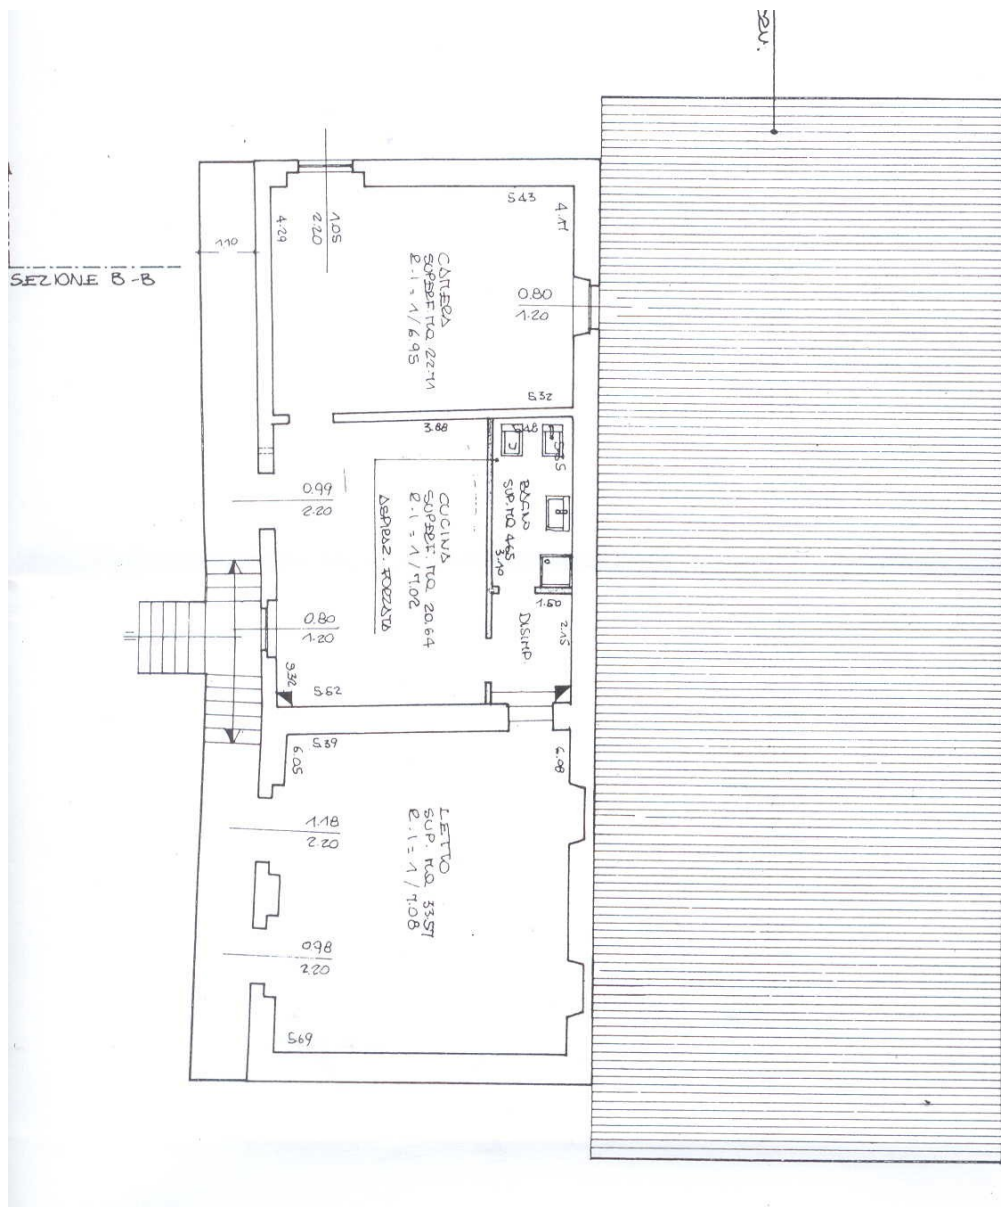 SEZIONE B-B
110
4.29
1.05
2.20
5.43
4.17
CAMERA
SUPERF. MQ 22.71
R.I = 1/6.95
0.80
1.20
5.32
3.88
0.99
2.20
CUCINA
SUPERF. MQ 20.64
R.I = 1/7.02
ASPIRAZ. FORZATA
BAGNO
SUP. MQ 4.65
3.10
1.60
DISIMP.
2.15
0.80
1.20
3.32
5.62
5.39
6.05
6.08
1.18
2.20
LETTO
SUP. MQ 33.57
R.I = 1/7.08
0.98
2.20
5.69